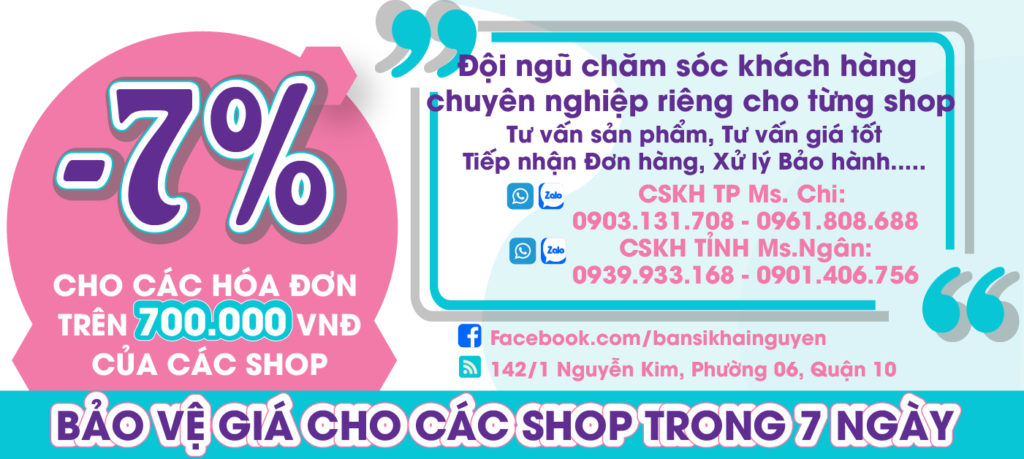 -7%
CHO CÁC HÓA ĐƠN
TRÊN 700.000 VNĐ
CỦA CÁC SHOP
Đội ngũ chăm sóc khách hàng
chuyên nghiệp riêng cho từng shop
Tư vấn sản phẩm, Tư vấn giá tốt
Tiếp nhận Đơn hàng, Xử lý Bảo hành.....
Zalo CSKH TP Ms. Chi:
0903.131.708 - 0961.808.688
Zalo CSKH TỈNH Ms.Ngân:
0939.933.168 - 0901.406.756
Facebook.com/bansikhainguyen
142/1 Nguyễn Kim, Phường 06, Quận 10
BẢO VỆ GIÁ CHO CÁC SHOP TRONG 7 NGÀY